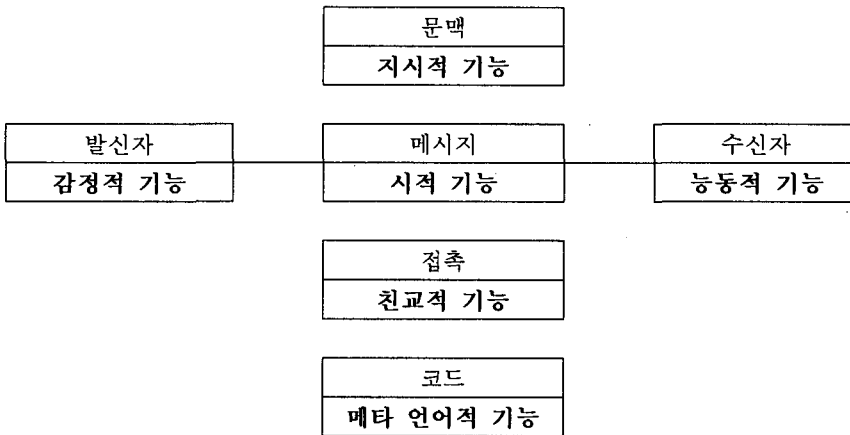 문맥
지시적 기능
발신자
감정적 기능
메시지
시적 기능
수신자
능동적 기능
접촉
친교적 기능
코드
메타 언어적 기능